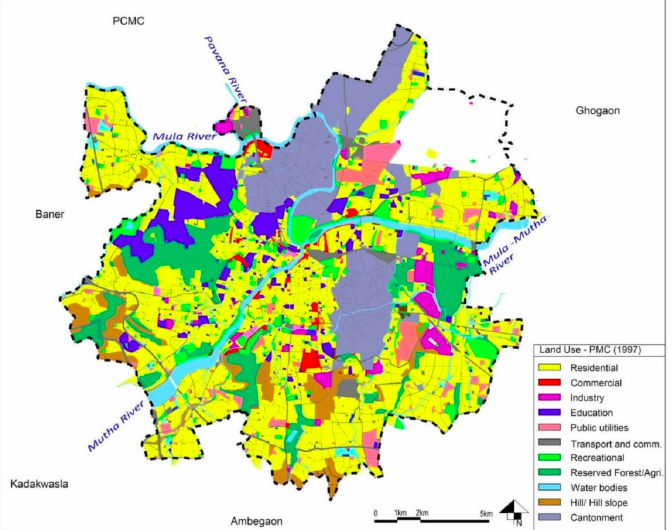 PCMC
Pavana River
Ghogaon
Mula River
Baner
Mula -Mutha-
River
Mutha River
Kadakwasla
Ambegaon
Land Use - PMC (1997)
Residential
Commercial
Industry
Education
Public utilities
Transport and comm.
Recreational
Reserved Forest/Agri.
Water bodies
Hill/ Hill slope
Cantonment
0 1km 2km 5km
N